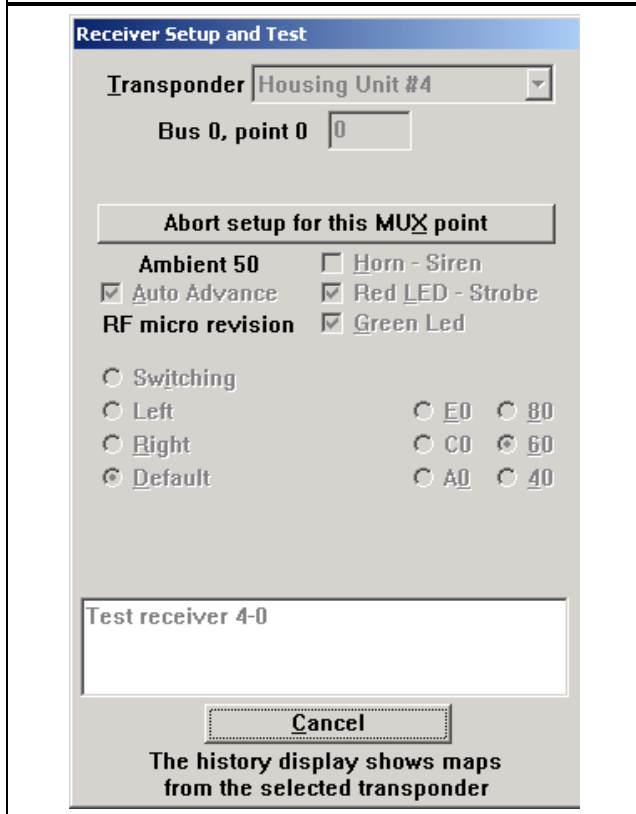 Receiver Setup and Test
Transponder Housing Unit #4
Bus 0, point 0 0
Abort setup for this MUX point
Ambient 50 Horn - Siren
Auto Advance Red LED - Strobe
RF micro revision Green Led
Switching
Left E0 80
Right C0 60
Default A0 40
Test receiver 4-0
Cancel
The history display shows maps
from the selected transponder